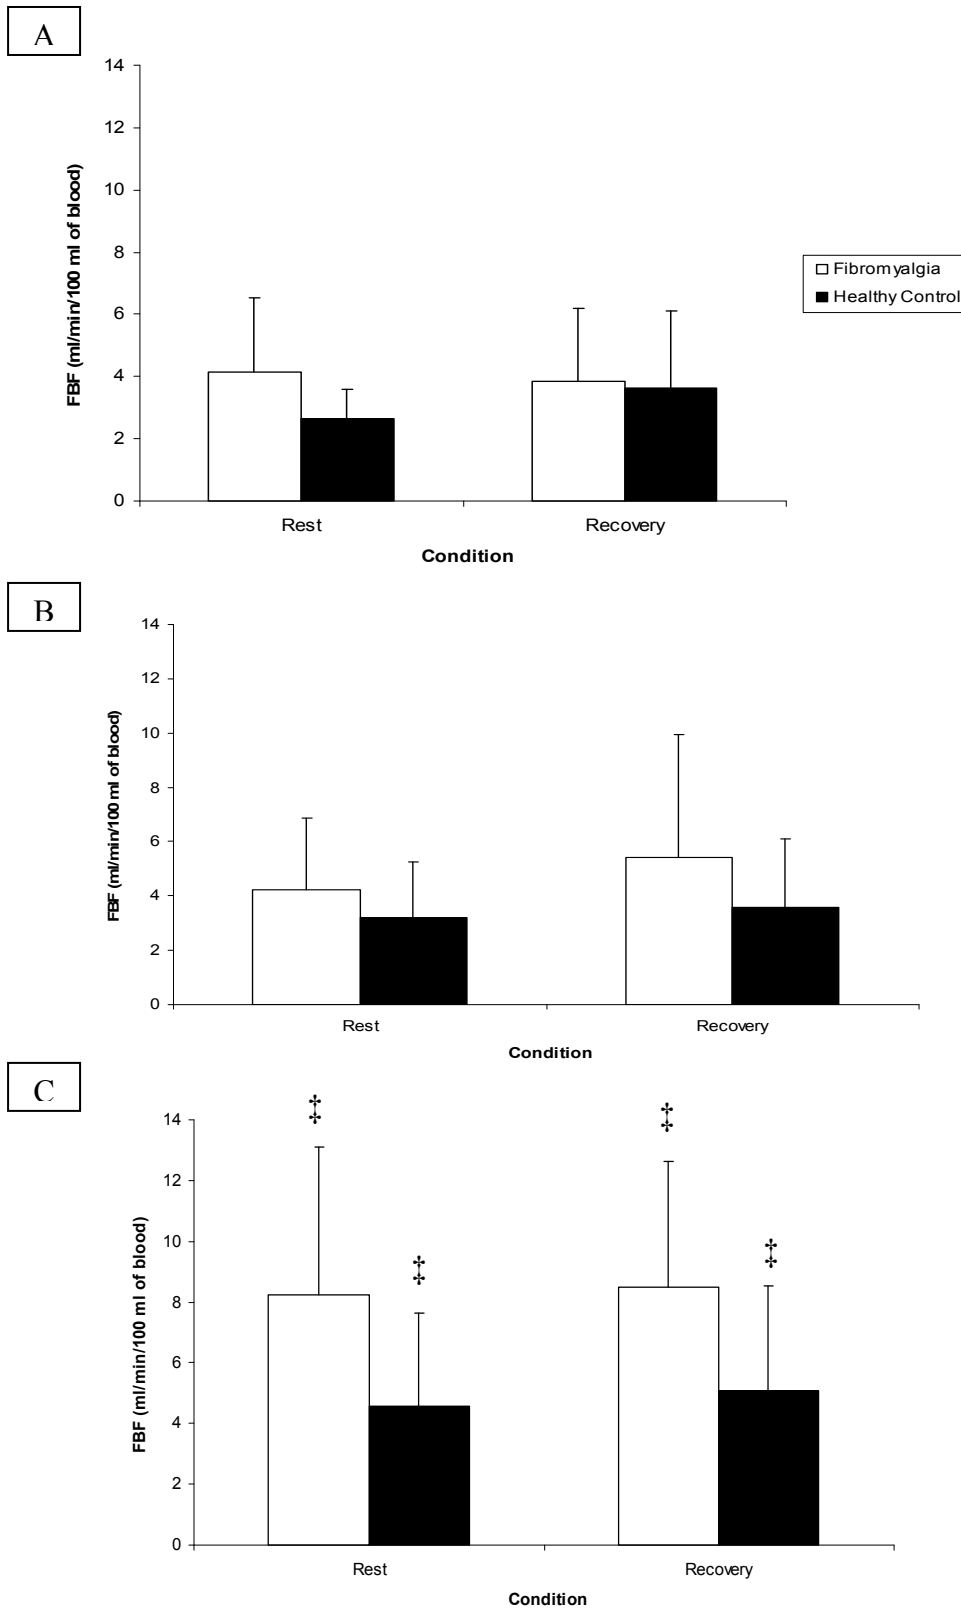 A
14
12
10
8
6
4
2
0
FBF (ml/min/100 ml of blood)
Rest
Recovery
Condition
Fibromyalgia
Healthy Control
B
14
12
10
8
6
4
2
0
FBF (ml/min/100 ml of blood)
Rest
Recovery
Condition
C
14
12
10
8
6
4
2
0
FBF (ml/min/100 ml of blood)
‡
‡
‡
‡
Rest
Recovery
Condition